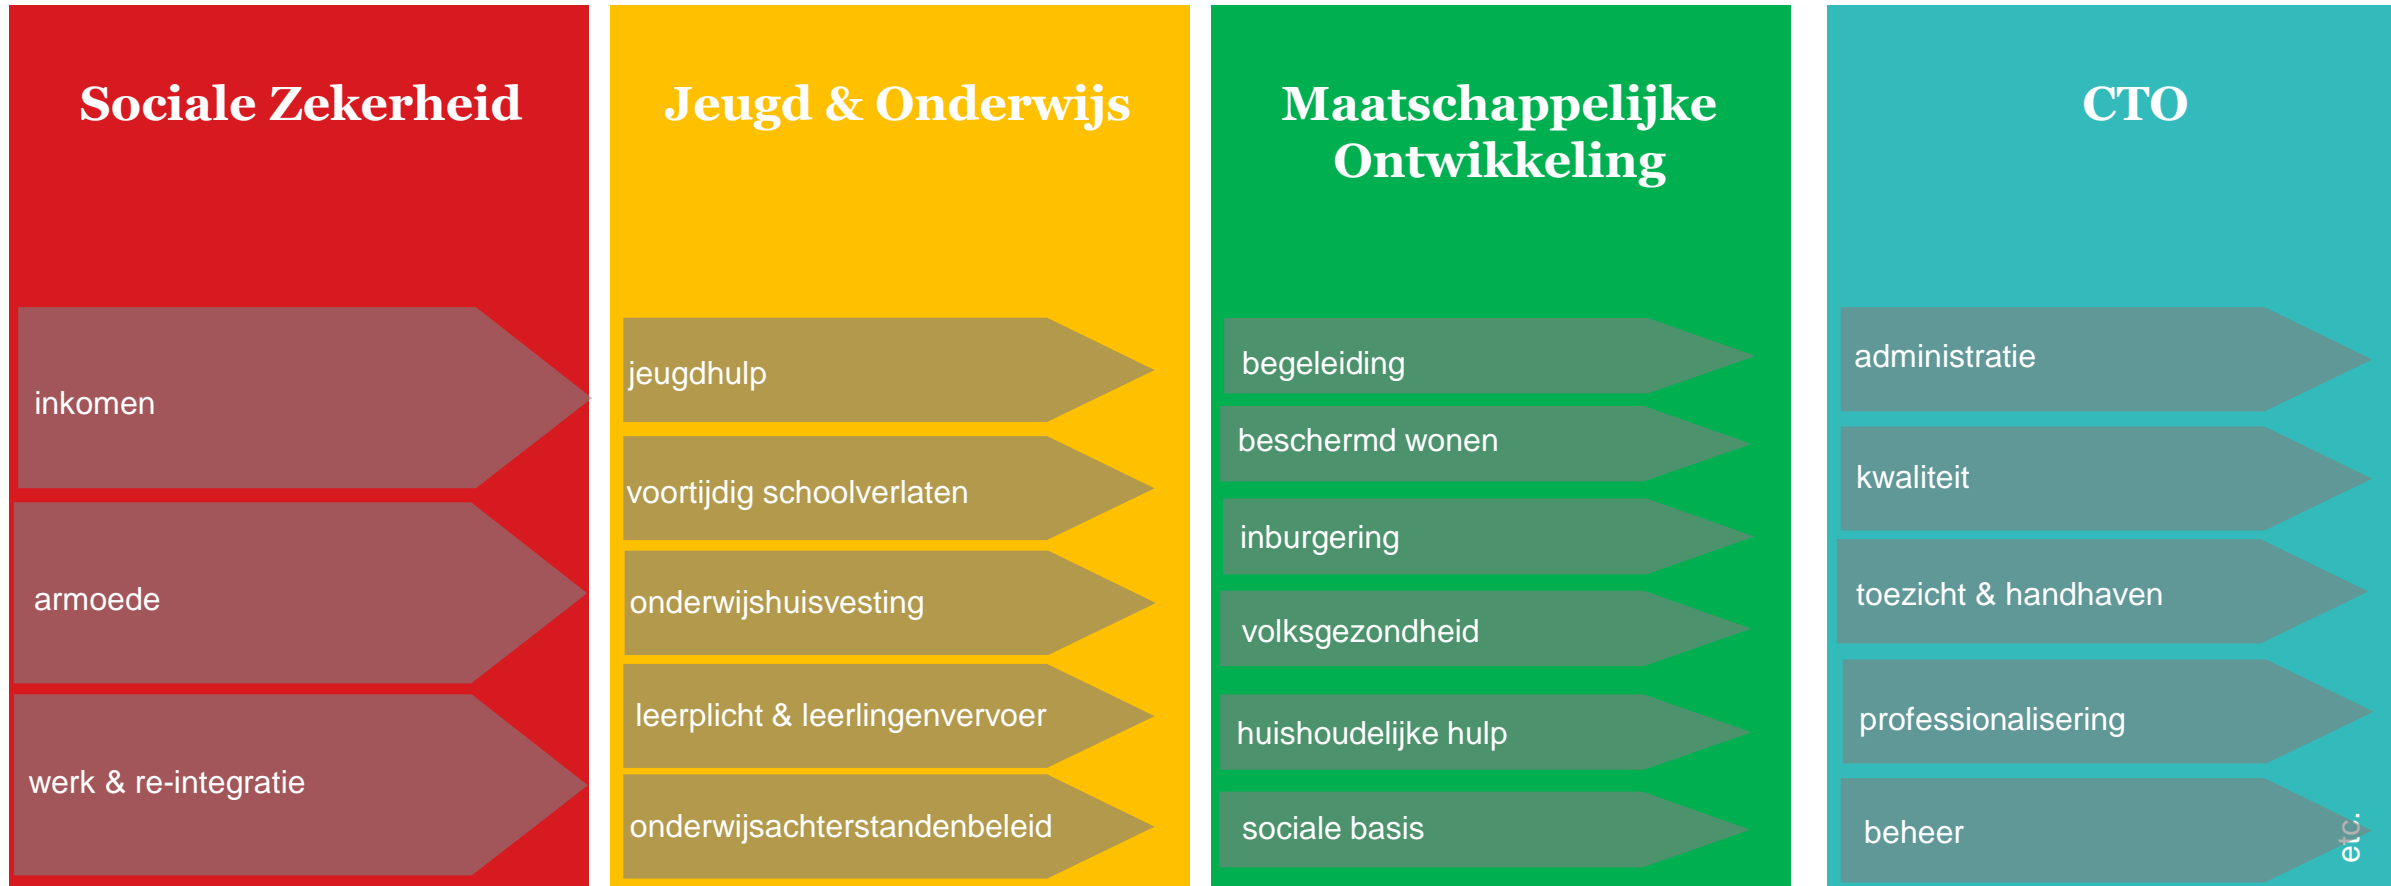 Sociale Zekerheid
inkomen
armoede
werk & re-integratie
Jeugd & Onderwijs
jeugdhulp
voortijdig schoolverlaten
onderwijshuisvesting
leerplicht & leerlingenvervoer
onderwijsachterstandenbeleid
Maatschappelijke
Ontwikkeling
begeleiding
beschermd wonen
inburgering
volksgezondheid
huishoudelijke hulp
sociale basis
CTO
administratie
kwaliteit
toezicht & handhaven
professionalisering
beheer
etc.